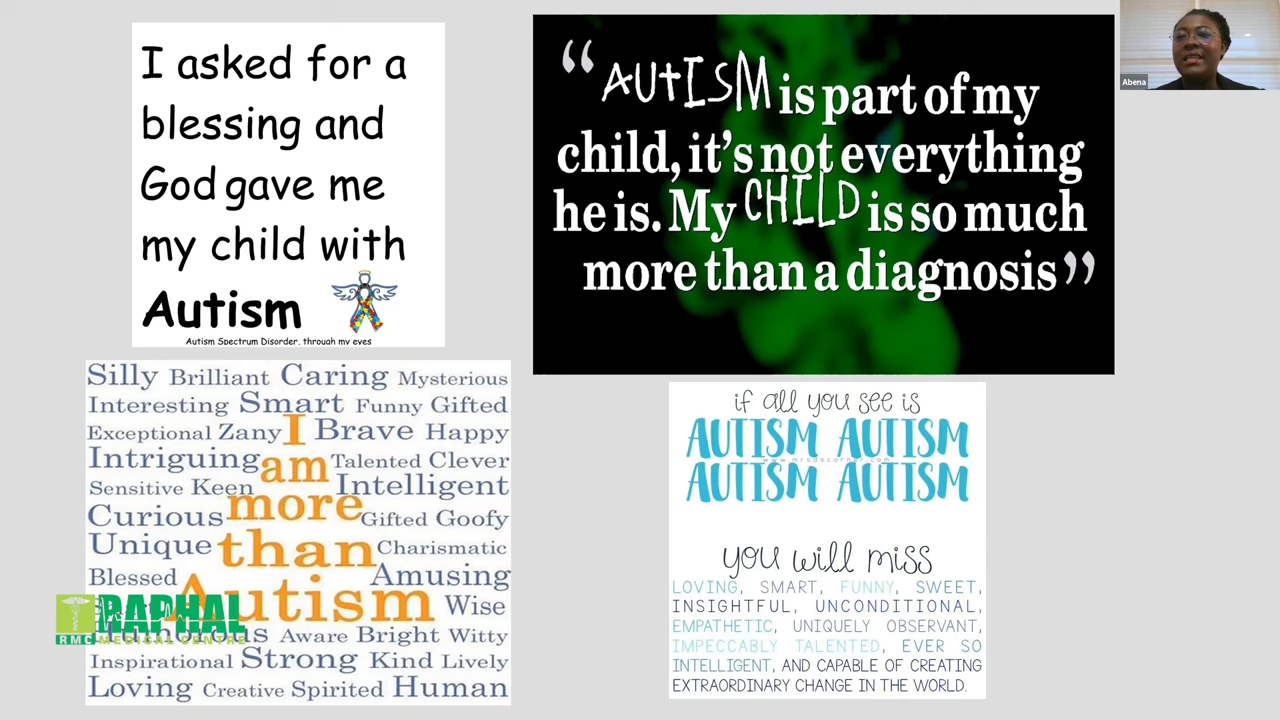 I asked for a
blessing and
God gave me
my child with
Autism
Autism Spectrum Disorder, through my eyes
“AUTISM is part of my
child, it’s not everything
he is. My CHILD is so much
more than a diagnosis”
Abena
Silly Brilliant Caring Mysterious
Interesting Smart Funny Gifted
Exceptional Zany I Brave Happy
Intriguing am Talented Clever
Sensitive Keen more Intelligent
Curious Gifted Goofy
Unique than Charismatic
Blessed Amusing
Autism Wise
Aware Bright Witty
Inspirational Strong Kind Lively
Loving Creative Spirited Human
RAPHAL
RMC MEDICAL CENTRE
if all you see is
AUTISM AUTISM
www.mrsdscorner.com
AUTISM AUTISM
you will miss
LOVING, SMART, FUNNY, SWEET,
INSIGHTFUL, UNCONDITIONAL,
EMPATHETIC, UNIQUELY OBSERVANT,
IMPECCABLY TALENTED, EVER SO
INTELLIGENT, AND CAPABLE OF CREATING
EXTRAORDINARY CHANGE IN THE WORLD.